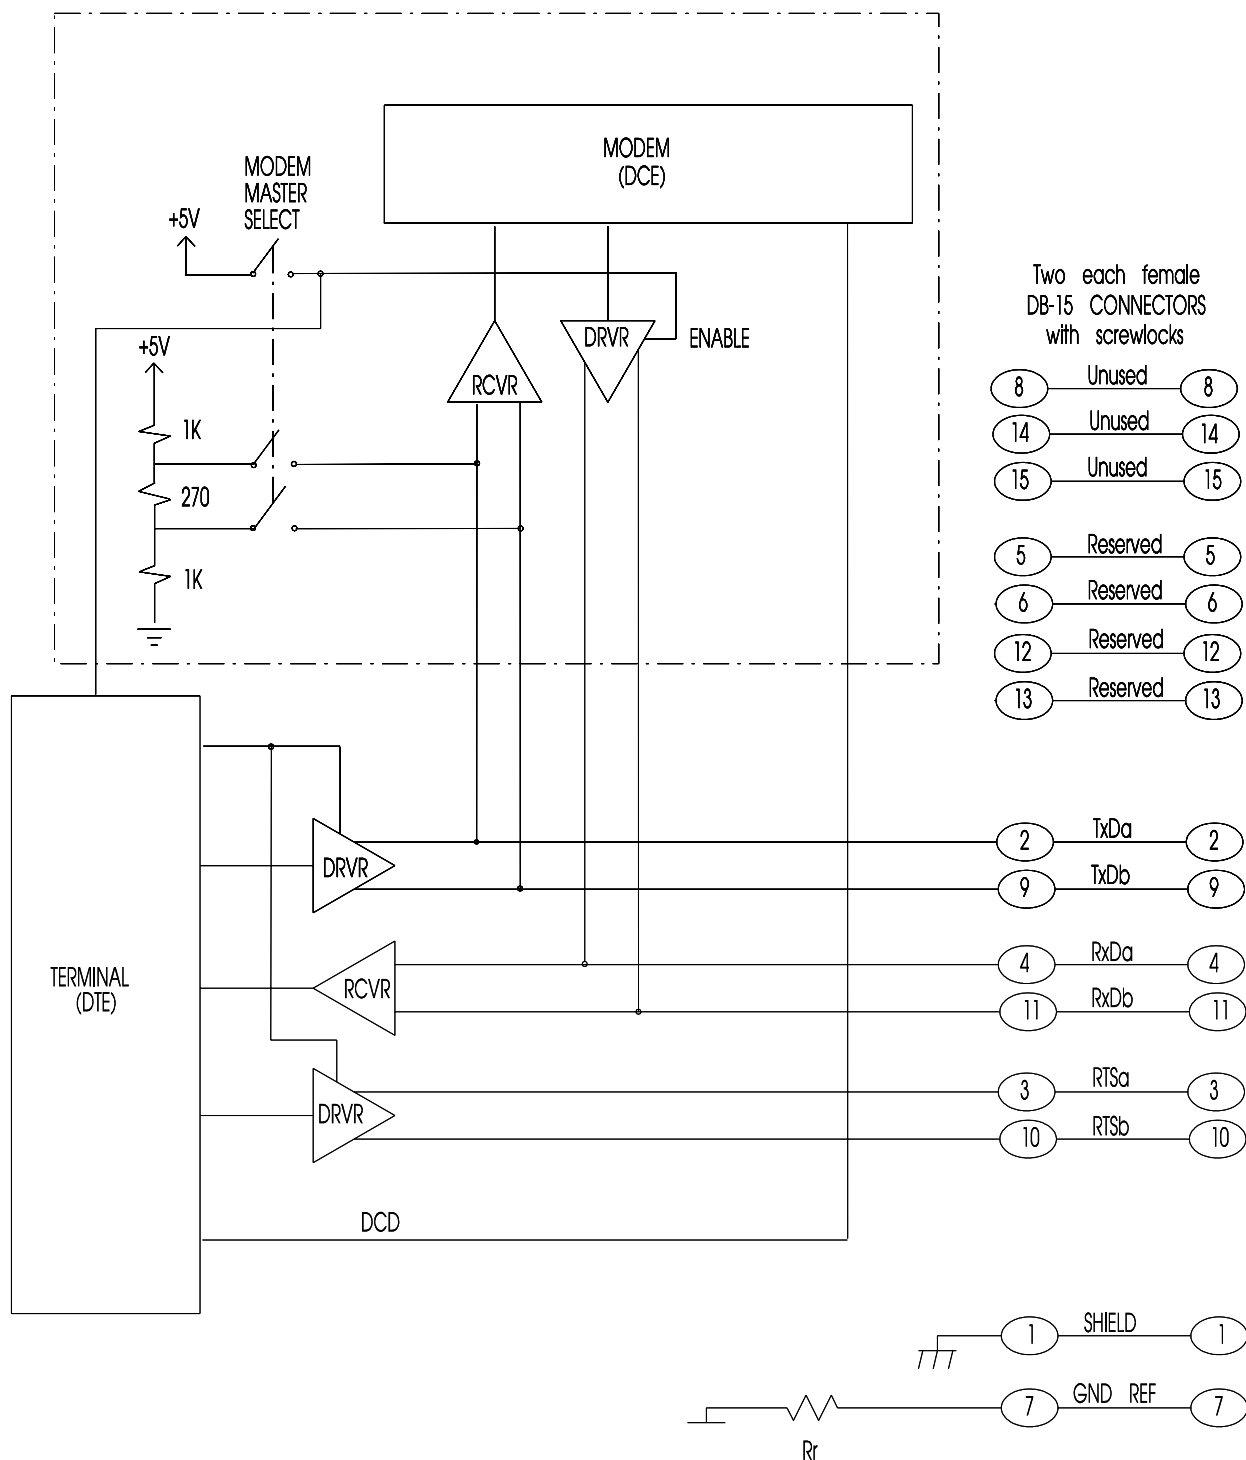 MODEM
(DCE)
MODEM
MASTER
SELECT
+5V
Two each female
DB-15 CONNECTORS
with screwlocks
DRVR
ENABLE
+5V
RCVR
8 Unused 8
14 Unused 14
1K
15 Unused 15
270
5 Reserved 5
1K
6 Reserved 6
12 Reserved 12
13 Reserved 13
2 TxDa 2
DRVR
9 TxDb 9
4 RxDa 4
TERMINAL
(DTE)
RCVR
11 RxDb 11
3 RTSa 3
DRVR
10 RTSb 10
DCD
1 SHIELD 1
7 GND REF 7
Rr